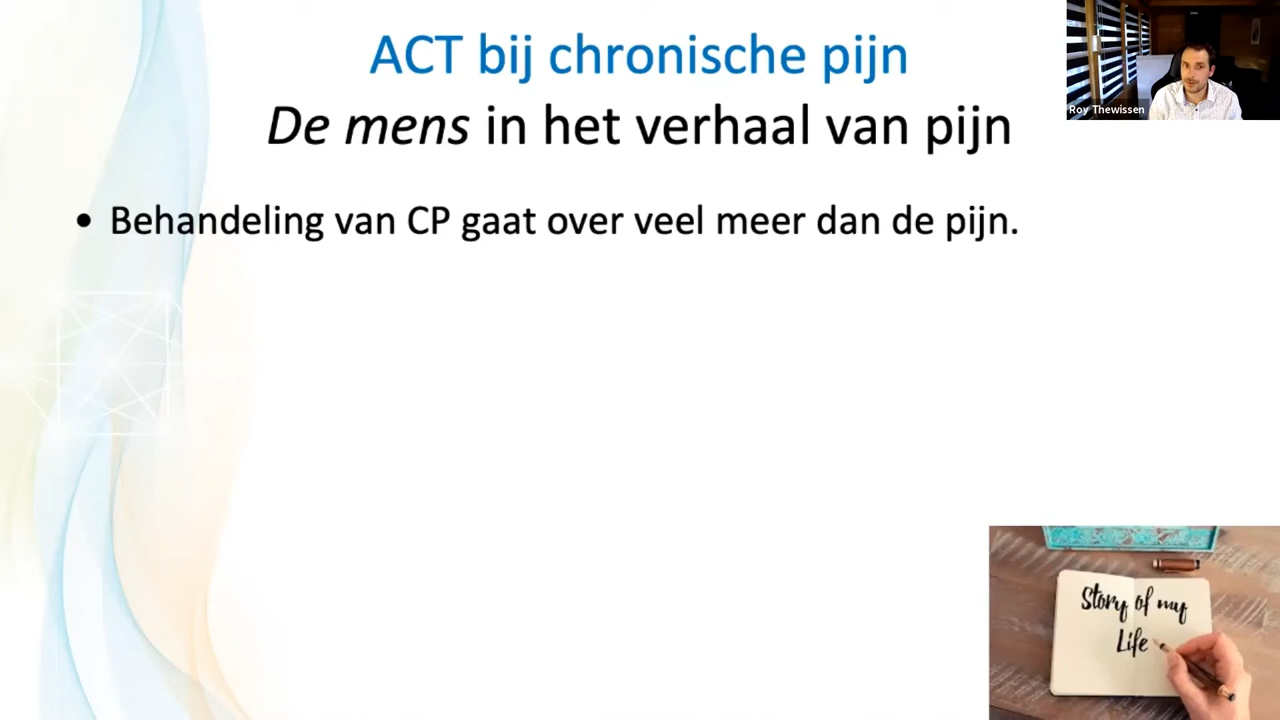 ACT bij chronische pijn
De mens in het verhaal van pijn
Roy Thewissen
• Behandeling van CP gaat over veel meer dan de pijn.
Story of my
Life